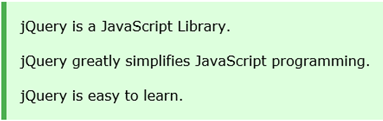 jQuery is a JavaScript Library.
jQuery greatly simplifies JavaScript programming.
jQuery is easy to learn.